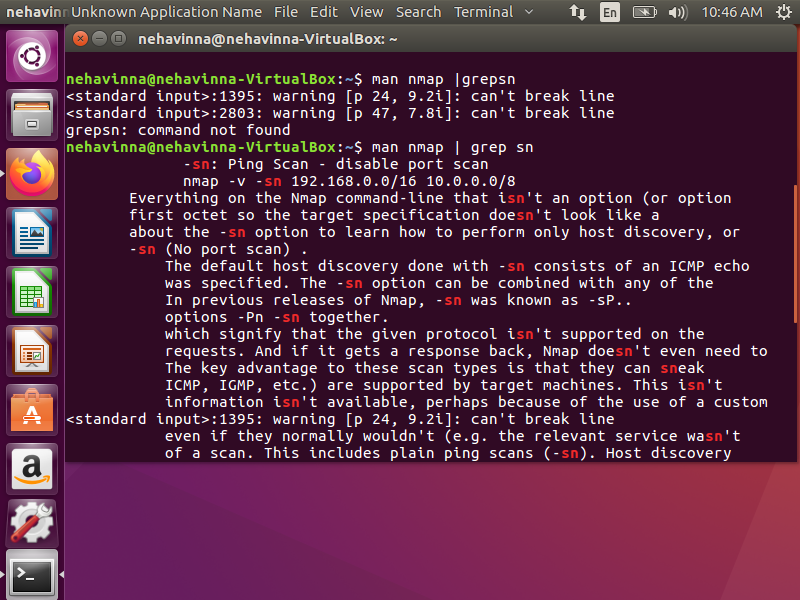 nehavinn Unknown Application Name File Edit View Search Terminal En 10:46 AM
nehavinna@nehavinna-VirtualBox: ~
nehavinna@nehavinna-VirtualBox:~$ man nmap |grepsn
<standard input>:1395: warning [p 24, 9.2i]: can't break line
<standard input>:2803: warning [p 47, 7.8i]: can't break line
grepsn: command not found
nehavinna@nehavinna-VirtualBox:~$ man nmap | grep sn
-sn: Ping Scan - disable port scan
nmap -v -sn 192.168.0.0/16 10.0.0.0/8
Everything on the Nmap command-line that isn't an option (or option
first octet so the target specification doesn't look like a
about the -sn option to learn how to perform only host discovery, or
-sn (No port scan) .
The default host discovery done with -sn consists of an ICMP echo
was specified. The -sn option can be combined with any of the
In previous releases of Nmap, -sn was known as -sP..
options -Pn -sn together.
which signify that the given protocol isn't supported on the
requests. And if it gets a response back, Nmap doesn't even need to
The key advantage to these scan types is that they can sneak
ICMP, IGMP, etc.) are supported by target machines. This isn't
information isn't available, perhaps because of the use of a custom
<standard input>:1395: warning [p 24, 9.2i]: can't break line
even if they normally wouldn't (e.g. the relevant service wasn't
of a scan. This includes plain ping scans (-sn). Host discovery